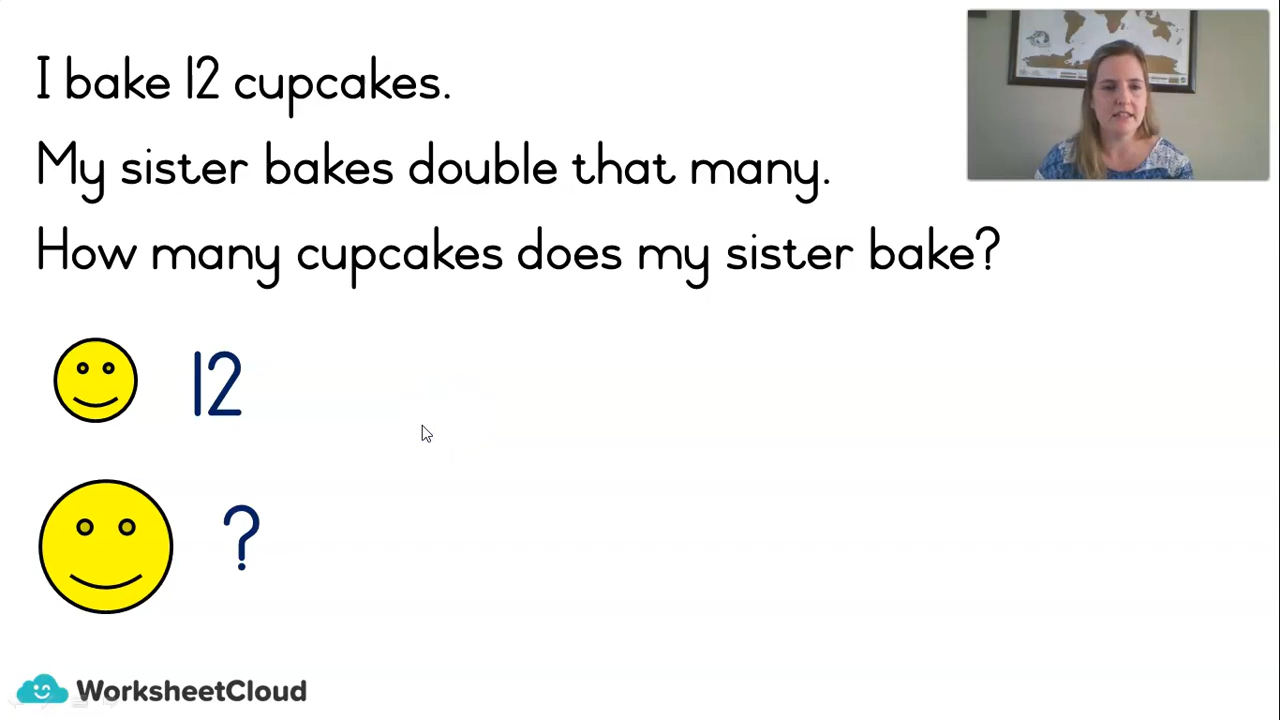 I bake 12 cupcakes.
My sister bakes double that many.
How many cupcakes does my sister bake?
12
?
WorksheetCloud